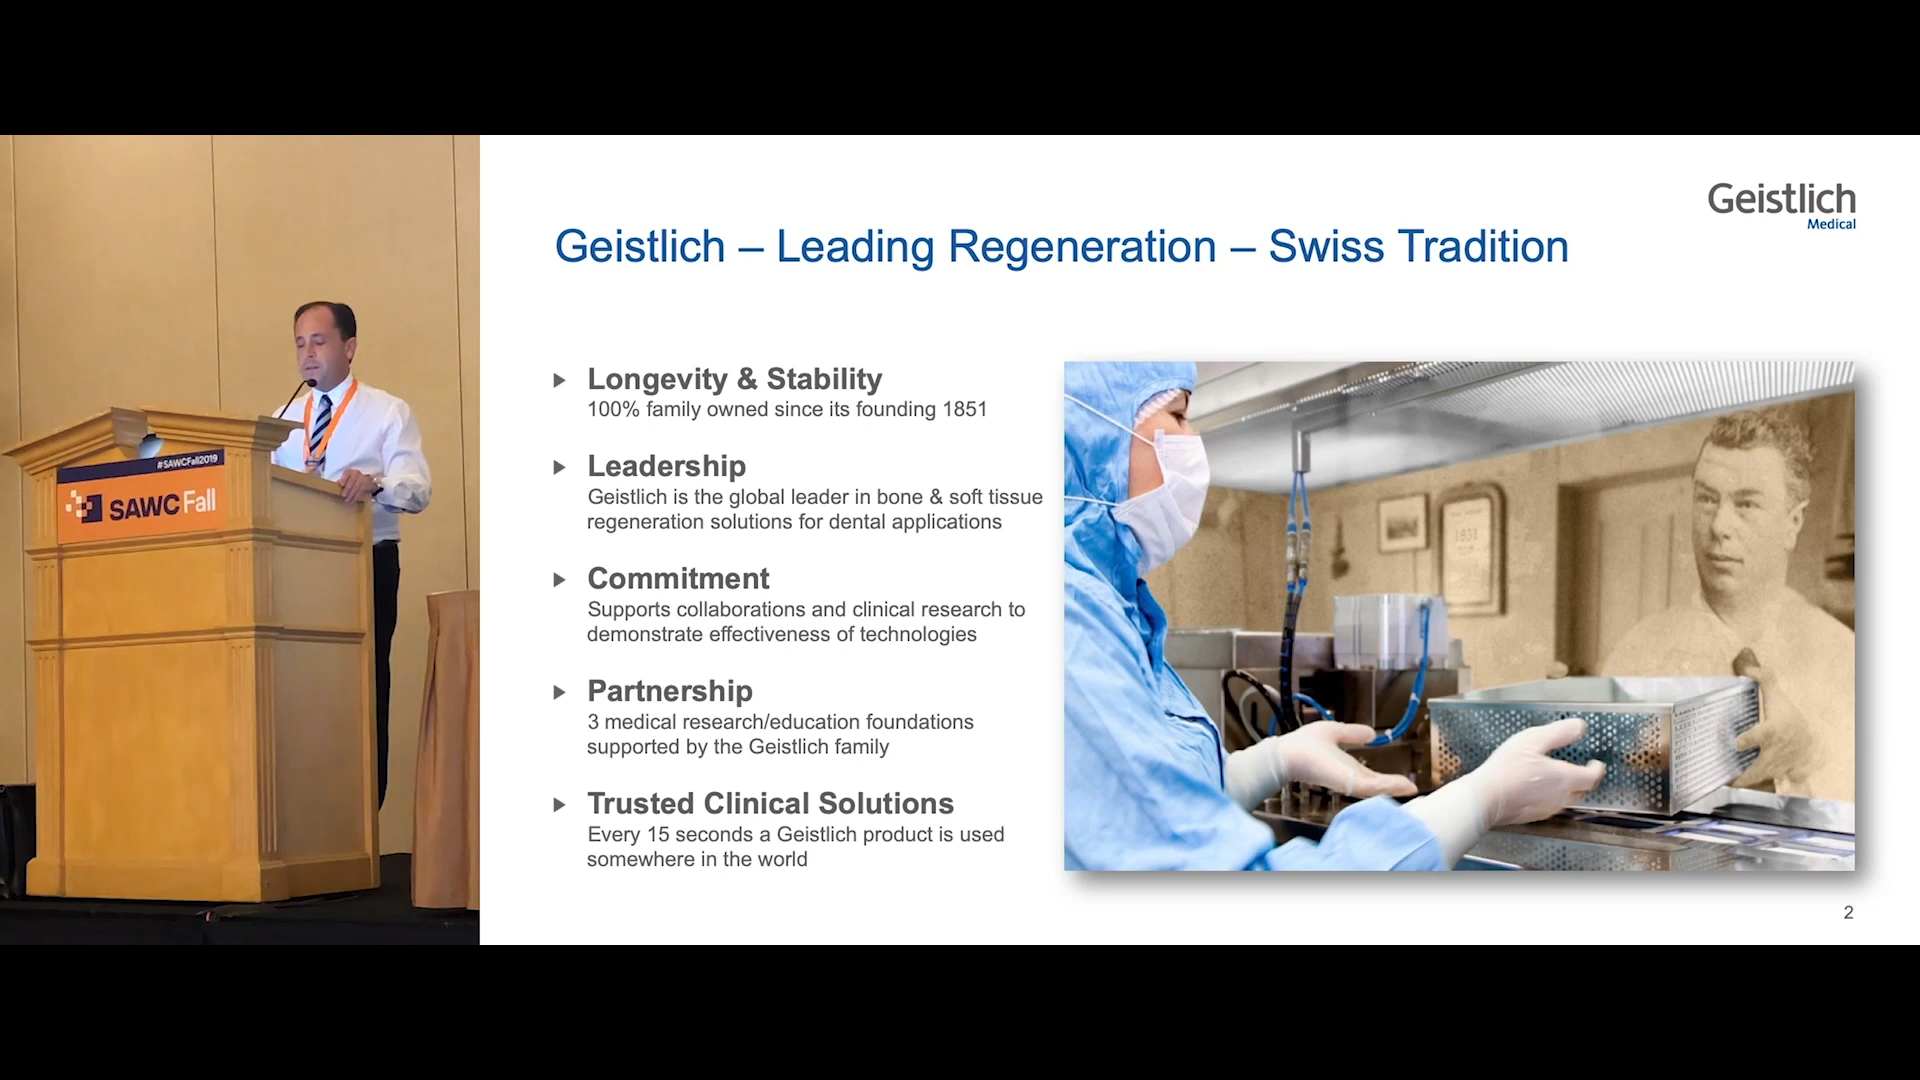 #SAWCFall2019
SAWC Fall
Geistlich
Medical
Geistlich – Leading Regeneration – Swiss Tradition
Longevity & Stability
100% family owned since its founding 1851
Leadership
Geistlich is the global leader in bone & soft tissue
regeneration solutions for dental applications
Commitment
Supports collaborations and clinical research to
demonstrate effectiveness of technologies
Partnership
3 medical research/education foundations
supported by the Geistlich family
Trusted Clinical Solutions
Every 15 seconds a Geistlich product is used
somewhere in the world
1851
2